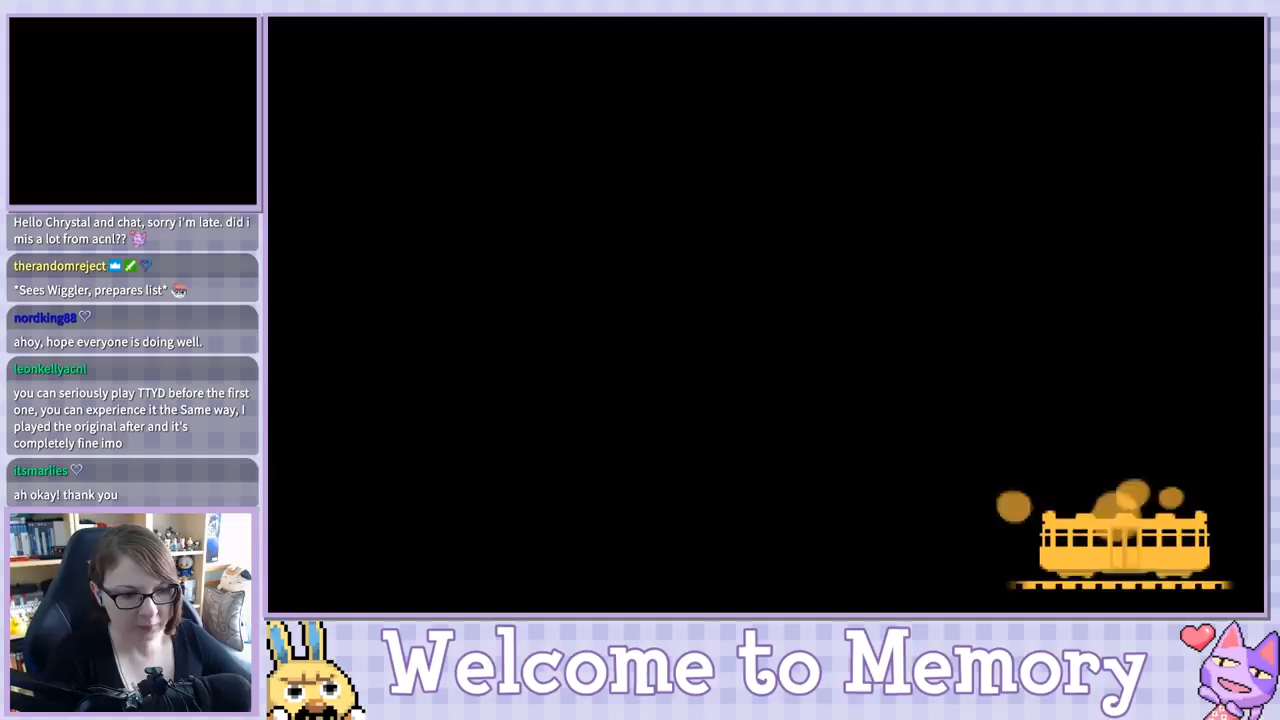 Hello Chrystal and chat, sorry i'm late. did i
mis a lot from acnl??
therandomreject
*Sees Wiggler, prepares list*
nordking88
ahoy, hope everyone is doing well.
leonkellyacnl
you can seriously play TTYD before the first
one, you can experience it the Same way, I
played the original after and it's
completely fine imo
itsmarlies
ah okay! thank you
Welcome to Memory